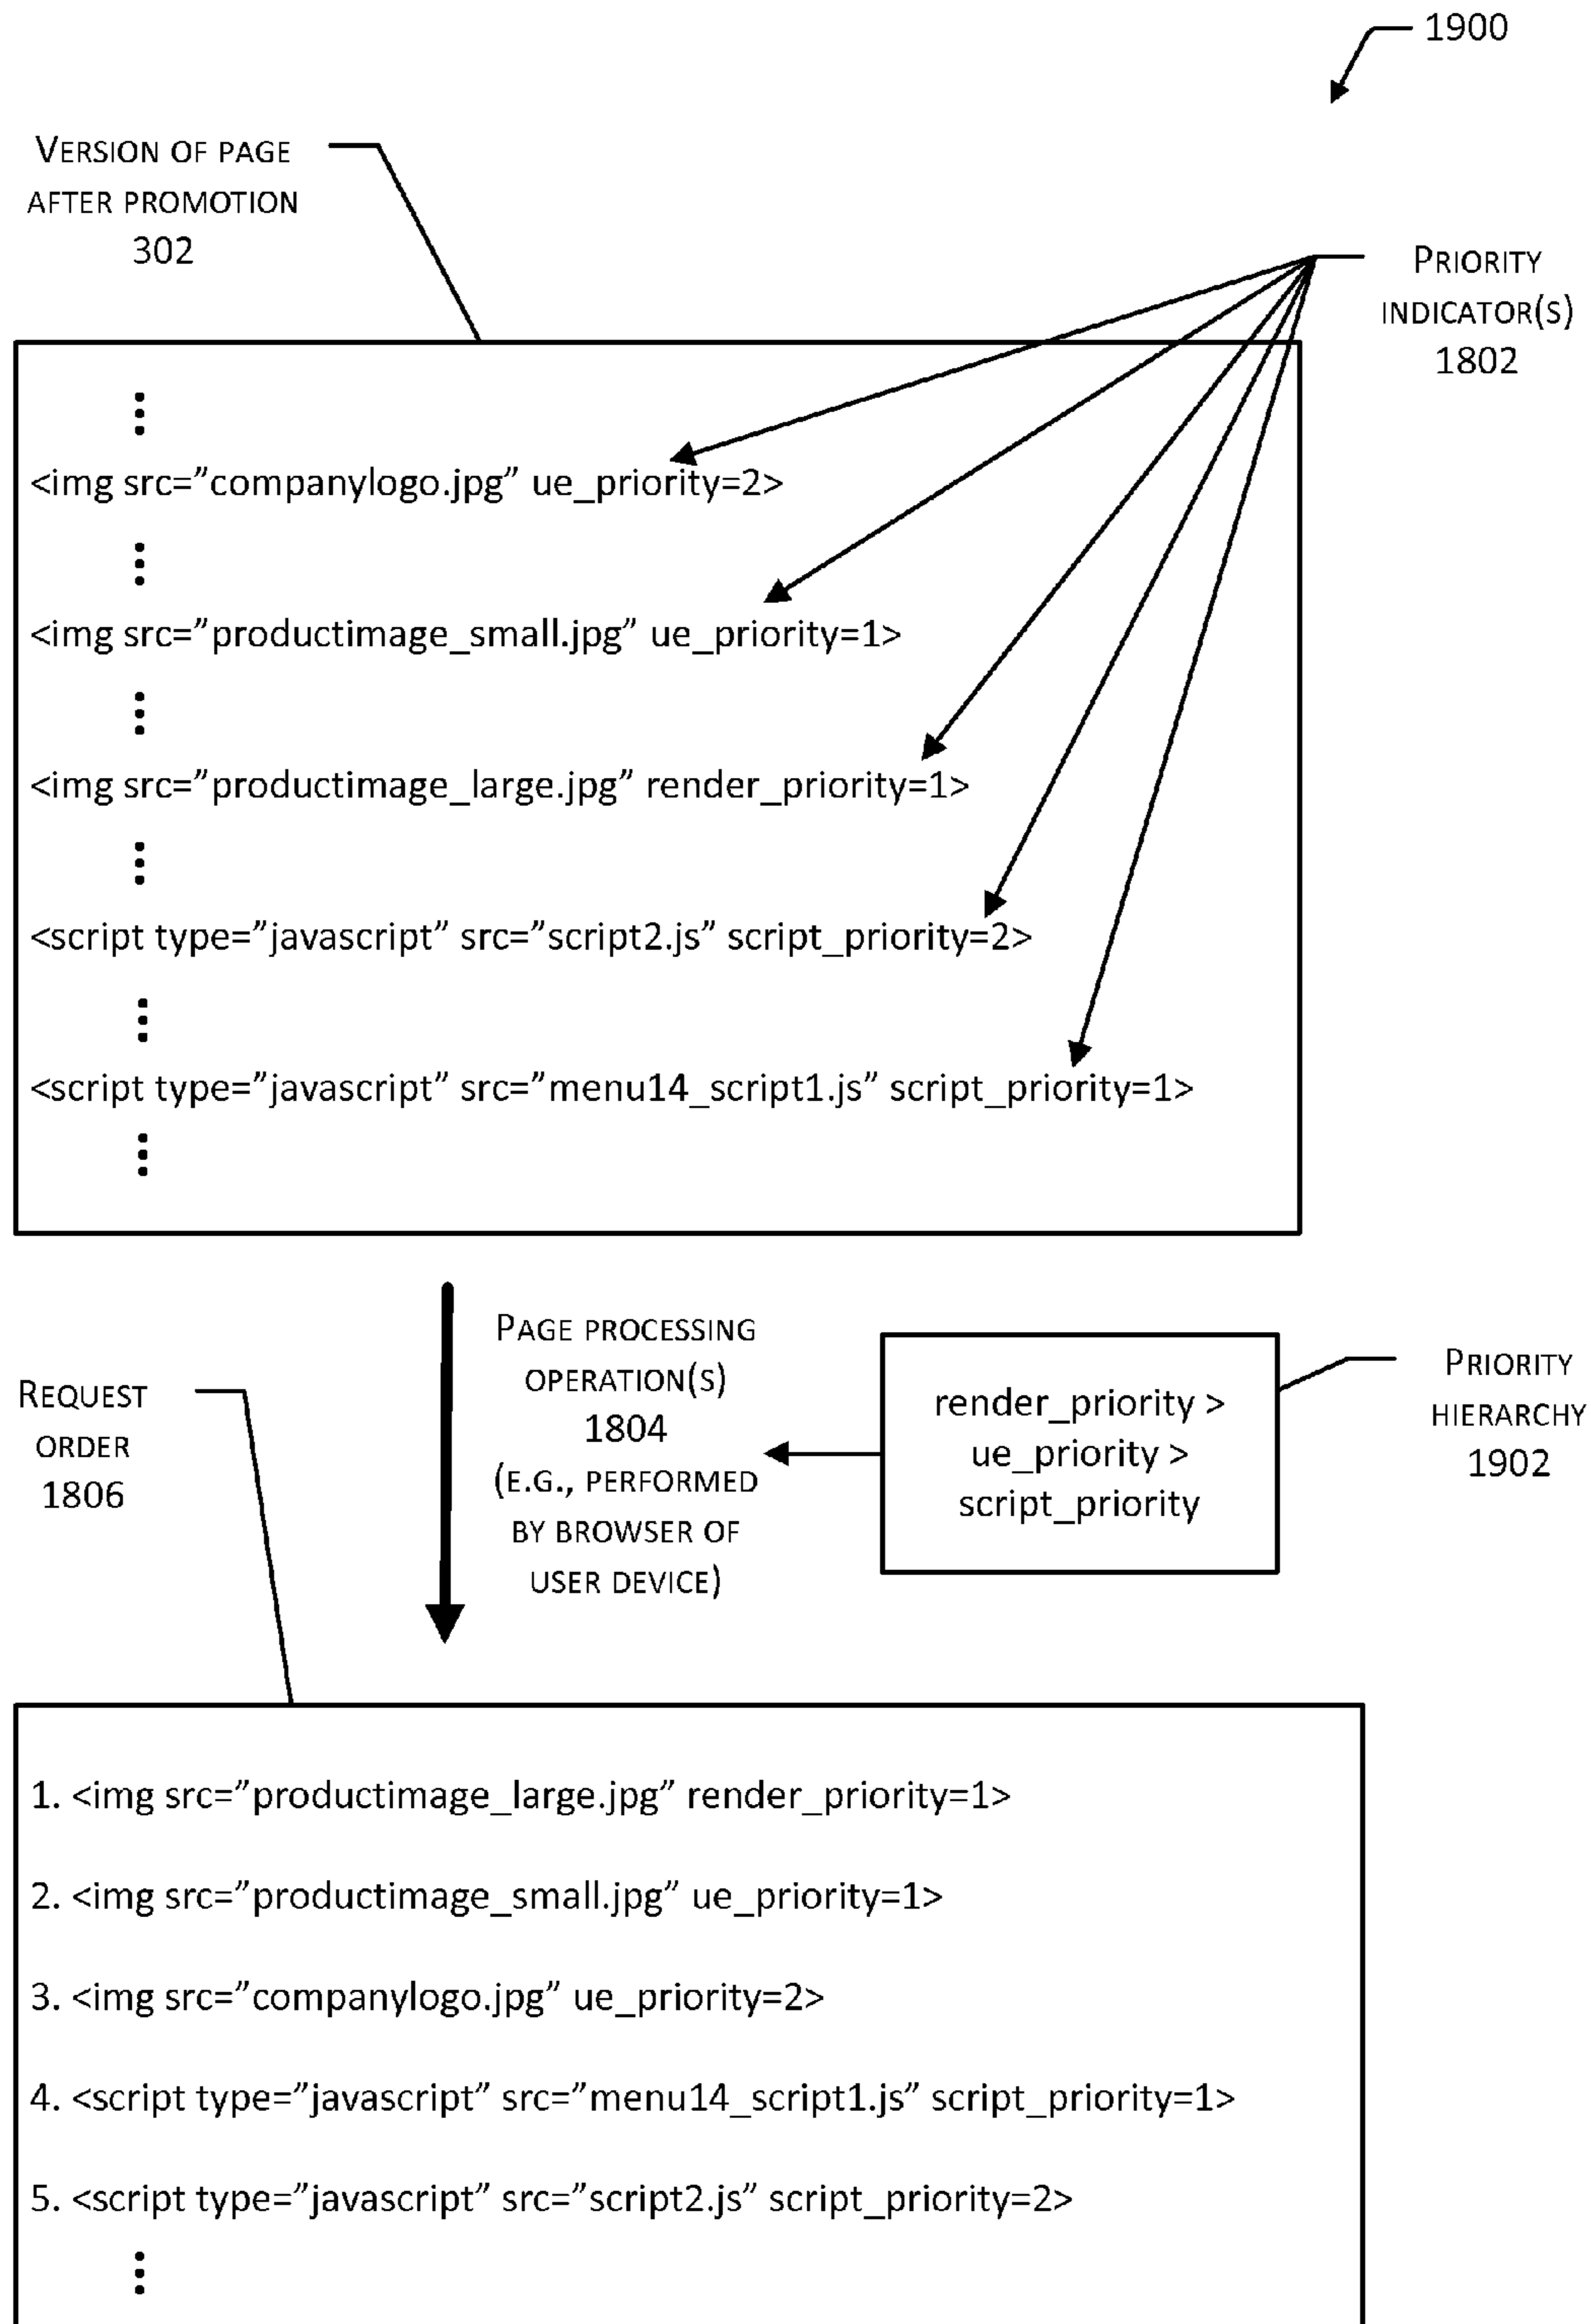 1900
VERSION OF PAGE
AFTER PROMOTION
302
PRIORITY
INDICATOR(S)
1802
<img src=”companylogo.jpg” ue_priority=2>
<img src=”productimage_small.jpg” ue_priority=1>
<img src=”productimage_large.jpg” render_priority=1>
<script type=”javascript” src=”script2.js” script_priority=2>
<script type=”javascript” src=”menu14_script1.js” script_priority=1>
PAGE PROCESSING
OPERATION(S)
1804
(E.G., PERFORMED
BY BROWSER OF
USER DEVICE)
render_priority >
ue_priority >
script_priority
PRIORITY
HIERARCHY
1902
REQUEST
ORDER
1806
1. <img src=”productimage_large.jpg” render_priority=1>
2. <img src=”productimage_small.jpg” ue_priority=1>
3. <img src=”companylogo.jpg” ue_priority=2>
4. <script type=”javascript” src=”menu14_script1.js” script_priority=1>
5. <script type=”javascript” src=”script2.js” script_priority=2>